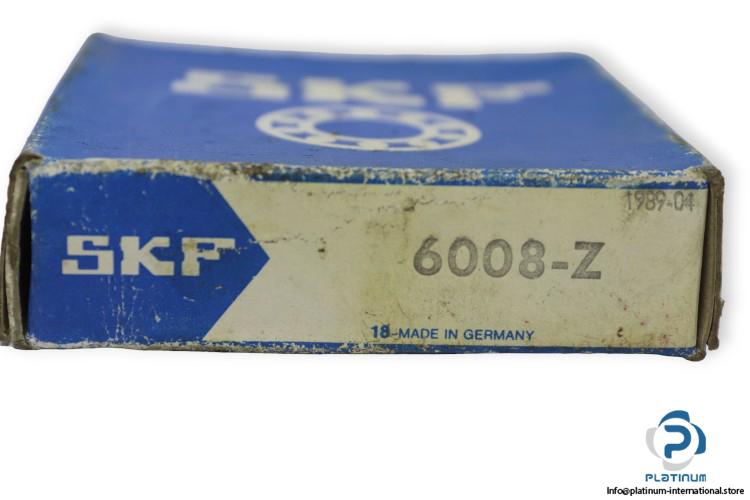 SKF
1989-04
SKF
6008-Z
18-MADE IN GERMANY
PLATINUM
Info@platinum-international.store